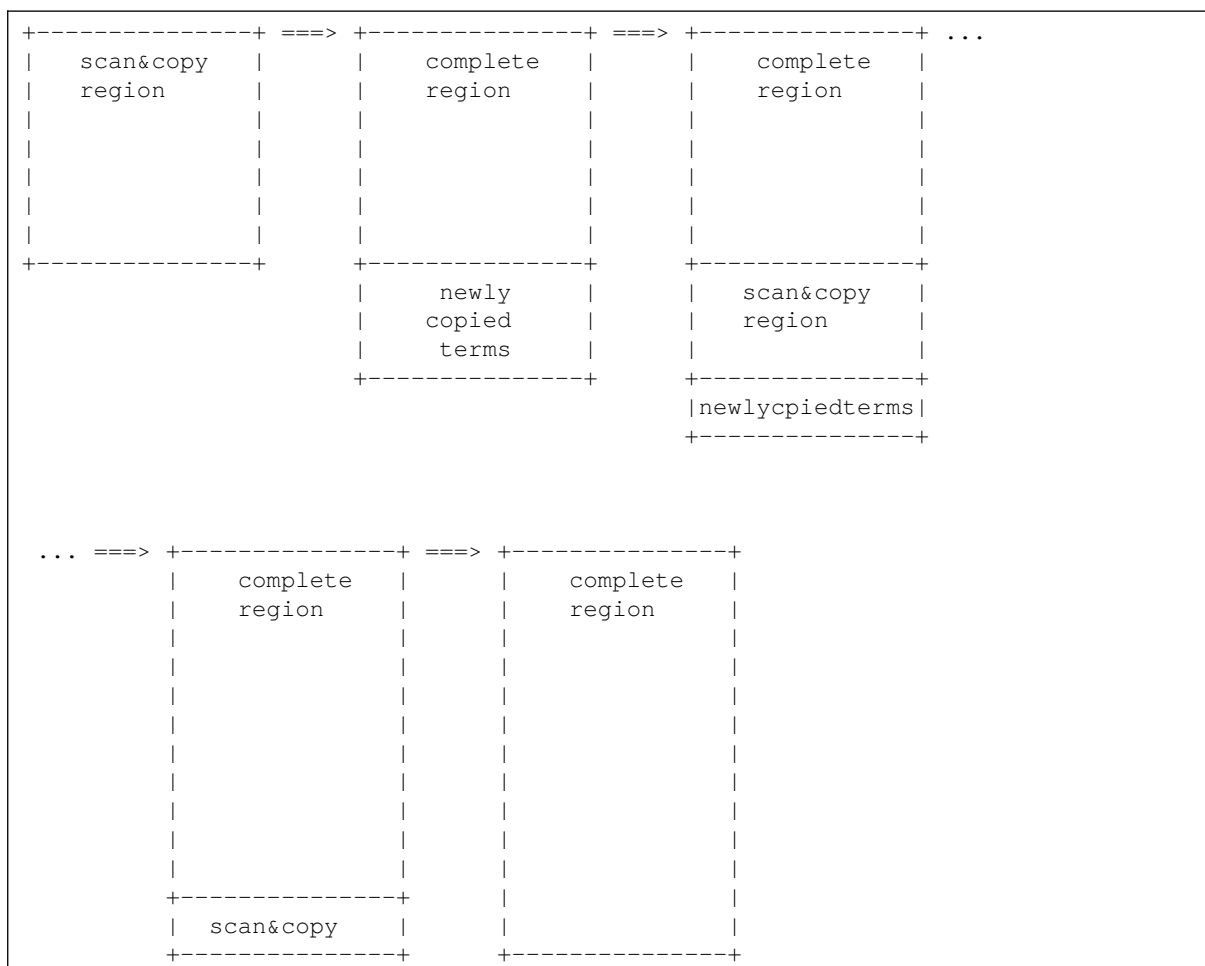 +---------------+ ===> +---------------+ ===> +---------------+ ...
|   scan&copy   |      |    complete   |      |    complete   |
|   region      |      |    region     |      |    region     |
|               |      |               |      |               |
|               |      |               |      |               |
|               |      |               |      |               |
|               |      |               |      |               |
|               |      |               |      |               |
+---------------+      +---------------+      +---------------+
                       |     newly     |      |   scan&copy   |
                       |    copied     |      |   region      |
                       |     terms     |      |               |
                       +---------------+      +---------------+
                                              |newlycpiedterms|
                                              +---------------+
 ... ===> +---------------+ ===> +---------------+
          |    complete   |      |    complete   |
          |    region     |      |    region     |
          |               |      |               |
          |               |      |               |
          |               |      |               |
          |               |      |               |
          |               |      |               |
          |               |      |               |
          |               |      |               |
          |               |      |               |
          |               |      |               |
          +---------------+      |               |
          |  scan&copy    |      |               |
          +---------------+      +---------------+